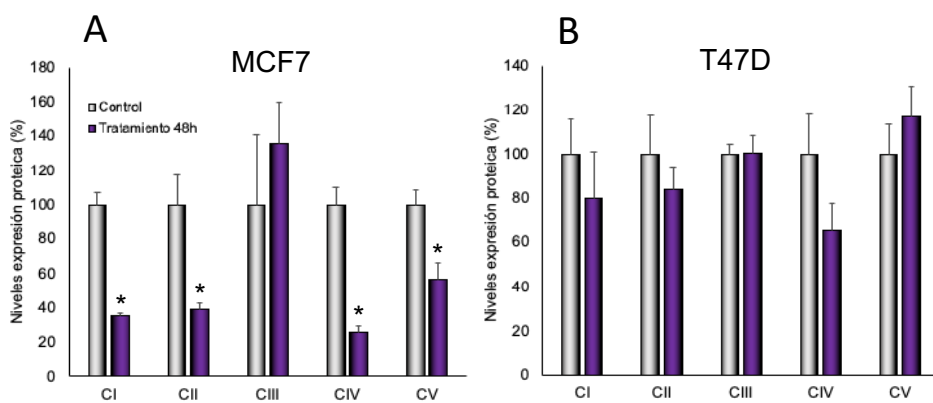 A
MCF7
Niveles expresión proteica (%)
180
160
140
120
100
80
60
40
20
0
Control
Tratamiento 48h
*
*
*
*
CI
CII
CIII
CIV
CV
B
T47D
Niveles expresión proteica (%)
140
120
100
80
60
40
20
0
CI
CII
CIII
CIV
CV